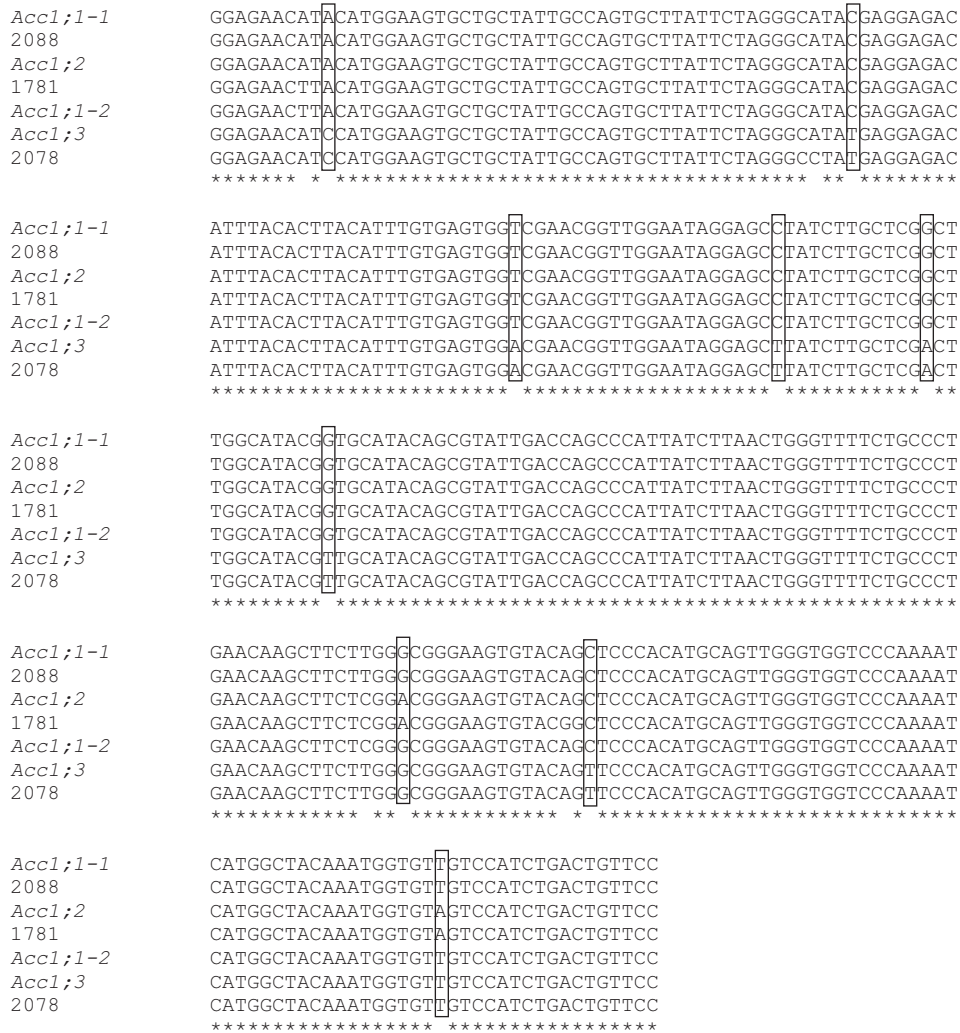 Acc1;1-1 GGAGAACATACATGGAAGTGCTGCTATTGCCAGTGCTTATTCTAGGGCATACGAGGAGAC
2088 GGAGAACATACATGGAAGTGCTGCTATTGCCAGTGCTTATTCTAGGGCATACGAGGAGAC
Acc1;2 GGAGAACATACATGGAAGTGCTGCTATTGCCAGTGCTTATTCTAGGGCATACGAGGAGAC
1781 GGAGAACTTACATGGAAGTGCTGCTATTGCCAGTGCTTATTCTAGGGCATACGAGGAGAC
Acc1;1-2 GGAGAACTTACATGGAAGTGCTGCTATTGCCAGTGCTTATTCTAGGGCATACGAGGAGAC
Acc1;3 GGAGAACATCCATGGAAGTGCTGCTATTGCCAGTGCTTATTCTAGGGCATATGAGGAGAC
2078 GGAGAACATCCATGGAAGTGCTGCTATTGCCAGTGCTTATTCTAGGGCCTATGAGGAGAC
******* * ************************************** ** ********
Acc1;1-1 ATTTACACTTACATTTGTGAGTGGTCGAACGGTTGGAATAGGAGCCTATCTTGCTCGGCT
2088 ATTTACACTTACATTTGTGAGTGGTCGAACGGTTGGAATAGGAGCCTATCTTGCTCGGCT
Acc1;2 ATTTACACTTACATTTGTGAGTGGTCGAACGGTTGGAATAGGAGCCTATCTTGCTCGGCT
1781 ATTTACACTTACATTTGTGAGTGGTCGAACGGTTGGAATAGGAGCCTATCTTGCTCGGCT
Acc1;1-2 ATTTACACTTACATTTGTGAGTGGTCGAACGGTTGGAATAGGAGCCTATCTTGCTCGGCT
Acc1;3 ATTTACACTTACATTTGTGAGTGGACGAACGGTTGGAATAGGAGCTTATCTTGCTCGACT
2078 ATTTACACTTACATTTGTGAGTGGACGAACGGTTGGAATAGGAGCTTATCTTGCTCGACT
************************ ******************** *********** **
Acc1;1-1 TGGCATACGGTGCATACAGCGTATTGACCAGCCCATTATCTTAACTGGGTTTTCTGCCCT
2088 TGGCATACGGTGCATACAGCGTATTGACCAGCCCATTATCTTAACTGGGTTTTCTGCCCT
Acc1;2 TGGCATACGGTGCATACAGCGTATTGACCAGCCCATTATCTTAACTGGGTTTTCTGCCCT
1781 TGGCATACGGTGCATACAGCGTATTGACCAGCCCATTATCTTAACTGGGTTTTCTGCCCT
Acc1;1-2 TGGCATACGGTGCATACAGCGTATTGACCAGCCCATTATCTTAACTGGGTTTTCTGCCCT
Acc1;3 TGGCATACGTTGCATACAGCGTATTGACCAGCCCATTATCTTAACTGGGTTTTCTGCCCT
2078 TGGCATACGTTGCATACAGCGTATTGACCAGCCCATTATCTTAACTGGGTTTTCTGCCCT
********* **************************************************
Acc1;1-1 GAACAAGCTTCTTGGGCGGGAAGTGTACAGCTCCCACATGCAGTTGGGTGGTCCCAAAAT
2088 GAACAAGCTTCTTGGGCGGGAAGTGTACAGCTCCCACATGCAGTTGGGTGGTCCCAAAAT
Acc1;2 GAACAAGCTTCTCGGACGGGAAGTGTACAGCTCCCACATGCAGTTGGGTGGTCCCAAAAT
1781 GAACAAGCTTCTCGGACGGGAAGTGTACGGCTCCCACATGCAGTTGGGTGGTCCCAAAAT
Acc1;1-2 GAACAAGCTTCTCGGGCGGGAAGTGTACAGCTCCCACATGCAGTTGGGTGGTCCCAAAAT
Acc1;3 GAACAAGCTTCTTGGGCGGGAAGTGTACAGTTCCCACATGCAGTTGGGTGGTCCCAAAAT
2078 GAACAAGCTTCTTGGGCGGGAAGTGTACAGTTCCCACATGCAGTTGGGTGGTCCCAAAAT
************ ** ************ * *****************************
Acc1;1-1 CATGGCTACAAATGGTGTTGTCCATCTGACTGTTCC
2088 CATGGCTACAAATGGTGTTGTCCATCTGACTGTTCC
Acc1;2 CATGGCTACAAATGGTGTAGTCCATCTGACTGTTCC
1781 CATGGCTACAAATGGTGTAGTCCATCTGACTGTTCC
Acc1;1-2 CATGGCTACAAATGGTGTTGTCCATCTGACTGTTCC
Acc1;3 CATGGCTACAAATGGTGTTGTCCATCTGACTGTTCC
2078 CATGGCTACAAATGGTGTTGTCCATCTGACTGTTCC
****************** *****************